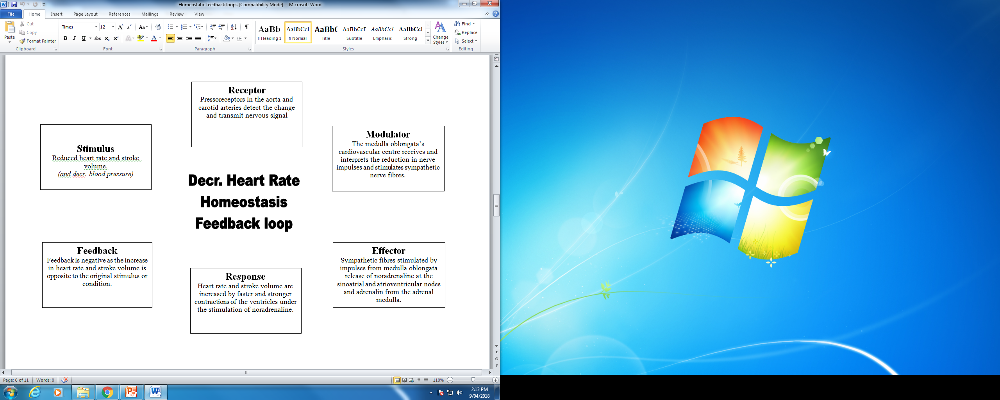 Homeostatic feedback loops [Compatibility Mode] - Microsoft Word
File Home Insert Page Layout References Mailings Review View
Paste
Cut
Copy
Format Painter
Clipboard
Times 12
Font
Paragraph
AaBb( AaBbCcI AaBbC AaBbCcI AaBbCcI AaBbCcI
¶ Heading 1 ¶ Normal Title Subtitle Emphasis Strong
Change
Styles
Styles
Find
Replace
Select
Editing
Receptor
Pressoreceptors in the aorta and
carotid arteries detect the change
and transmit nervous signal
Stimulus
Reduced heart rate and stroke
volume.
(and decr. blood pressure)
Modulator
The medulla oblongata’s
cardiovascular centre receives and
interprets the reduction in nerve
impulses and stimulates sympathetic
nerve fibres.
Decr. Heart Rate
Homeostasis
Feedback loop
Feedback
Feedback is negative as the increase
in heart rate and stroke volume is
opposite to the original stimulus or
condition.
Response
Heart rate and stroke volume are
increased by faster and stronger
contractions of the ventricles under
the stimulation of noradrenaline.
Effector
Sympathetic fibres stimulated by
impulses from medulla oblongata
release of noradrenaline at the
sinoatrial and atrioventricular nodes
and adrenalin from the adrenal
medulla.
Page: 6 of 11 Words: 0 110%
2:13 PM
9/04/2018